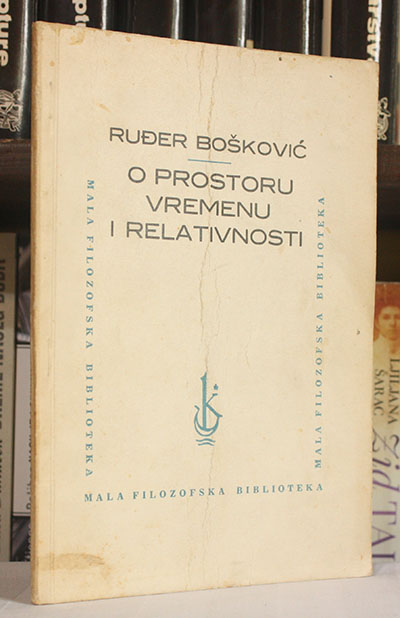 RUĐER BOŠKOVIĆ
O PROSTORU
VREMENU
I RELATIVNOSTI
MALA FILOZOFSKA BIBLIOTEKA
MALA FILOZOFSKA BIBLIOTEKA
MALA FILOZOFSKA BIBLIOTEKA
LJILJANA
ŠARAC